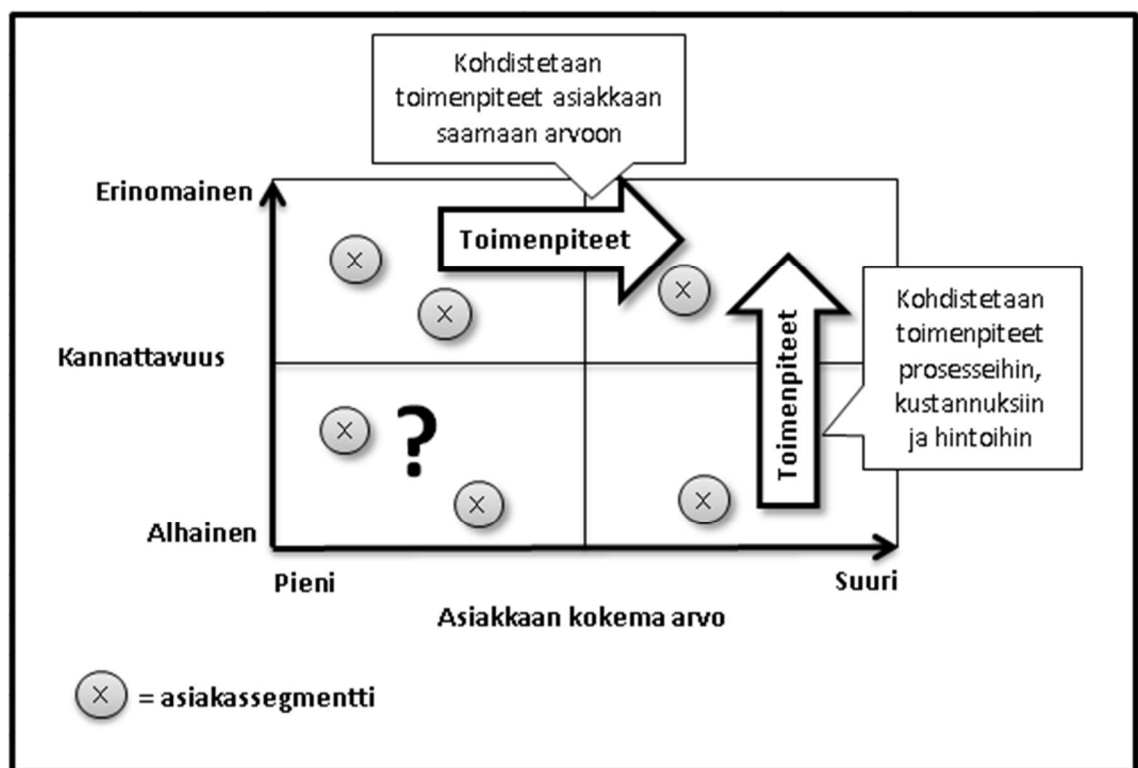 Kohdistetaan
toimenpiteet asiakkaan
saamaan arvoon
Erinomainen
Toimenpiteet
Kohdistetaan
toimenpiteet
prosesseihin,
kustannuksiin
ja hintoihin
Toimenpiteet
Kannattavuus
X
X
X
X
?
X
X
Alhainen
Pieni
Suuri
Asiakkaan kokema arvo
X = asiakassegmentti